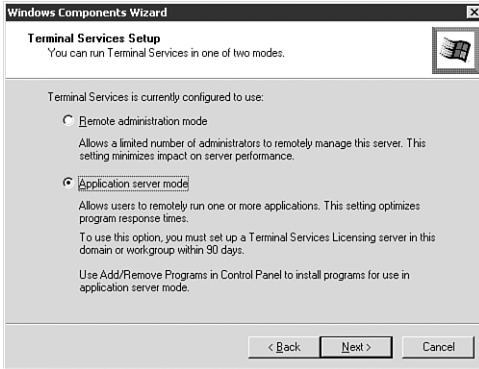 Windows Components Wizard
Terminal Services Setup
You can run Terminal Services in one of two modes.
Terminal Services is currently configured to use:
Remote administration mode
Allows a limited number of administrators to remotely manage this server. This
setting minimizes impact on server performance.
Application server mode
Allows users to remotely run one or more applications. This setting optimizes
program response times.
To use this option, you must set up a Terminal Services Licensing server in this
domain or workgroup within 90 days.
Use Add/Remove Programs in Control Panel to install programs for use in
application server mode.
< Back Next > Cancel